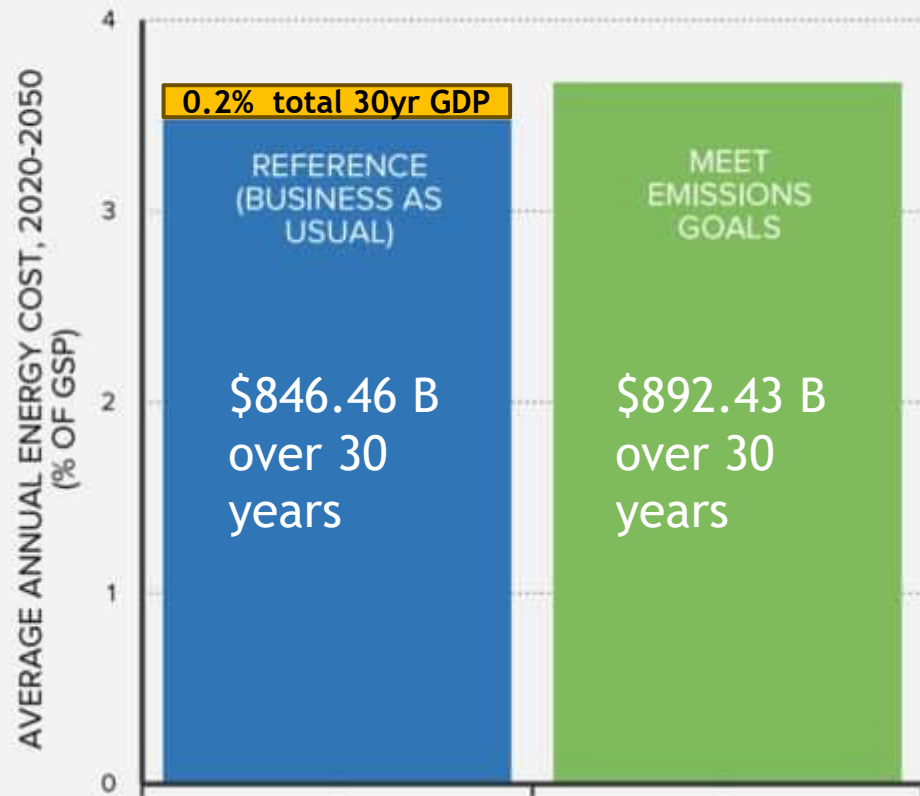 AVERAGE ANNUAL ENERGY COST, 2020-2050
(% OF GSP)
4
3
2
1
0
0.2% total 30yr GDP
REFERENCE
(BUSINESS AS
USUAL)
$846.46 B
over 30
years
MEET
EMISSIONS
GOALS
$892.43 B
over 30
years